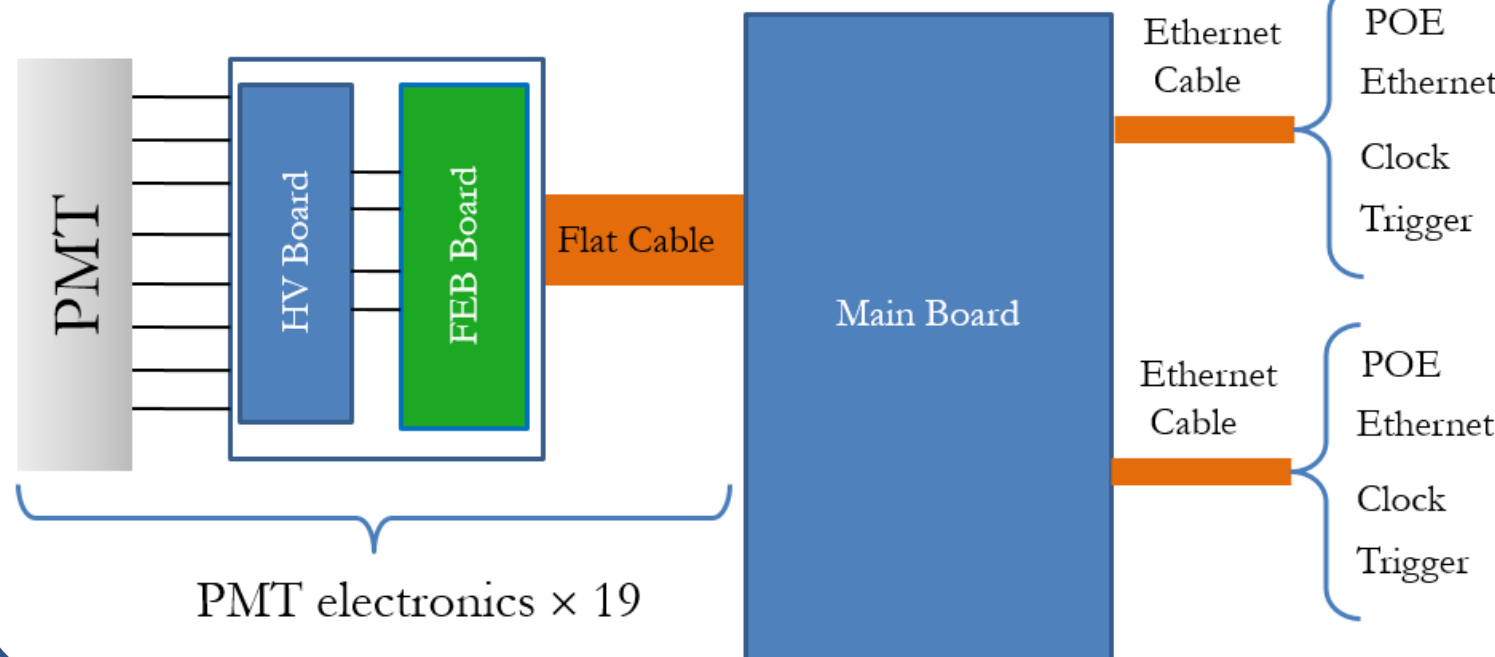 PMT
HV Board
FEB Board
Flat Cable
PMT electronics × 19
Main Board
Ethernet
Cable
POE
Ethernet
Clock
Trigger
Ethernet
Cable
POE
Ethernet
Clock
Trigger